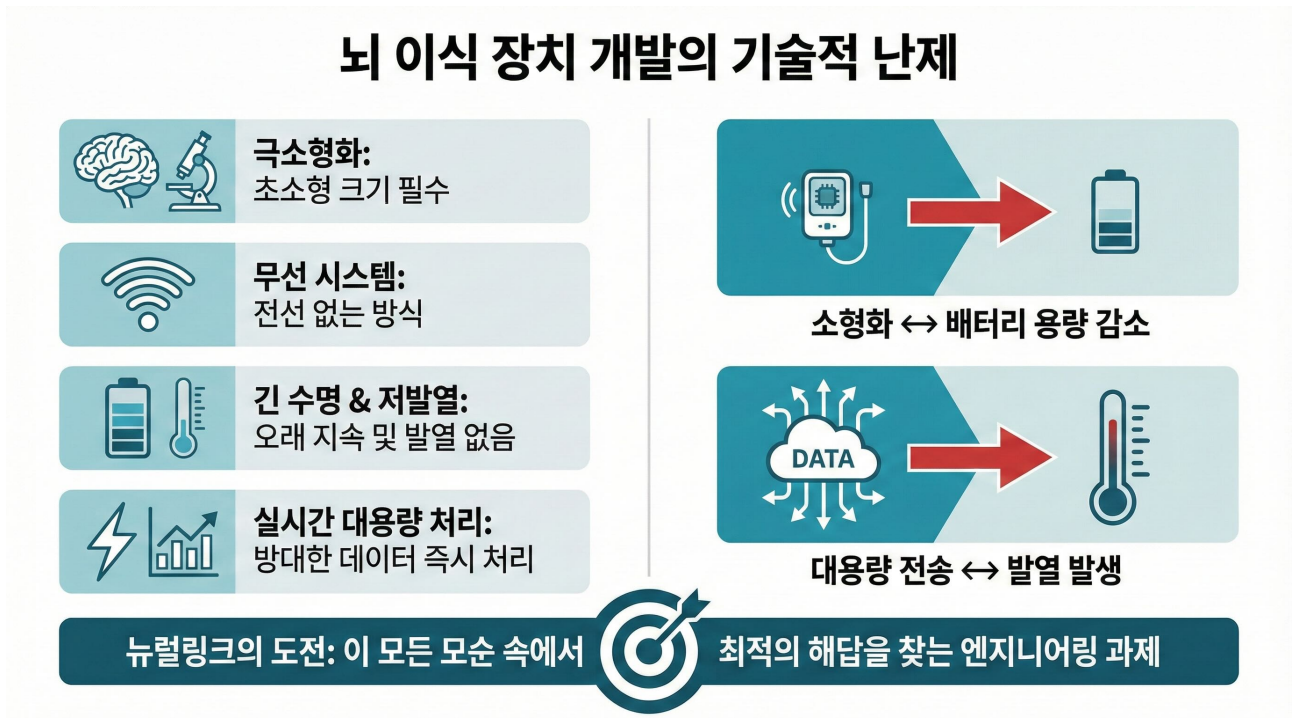 뇌 이식 장치 개발의 기술적 난제
극소형화:
초소형 크기 필수
무선 시스템:
전선 없는 방식
긴 수명 & 저발열:
오래 지속 및 발열 없음
실시간 대용량 처리:
방대한 데이터 즉시 처리
소형화 ↔ 배터리 용량 감소
DATA
대용량 전송 ↔ 발열 발생
뉴럴링크의 도전: 이 모든 모순 속에서 최적의 해답을 찾는 엔지니어링 과제